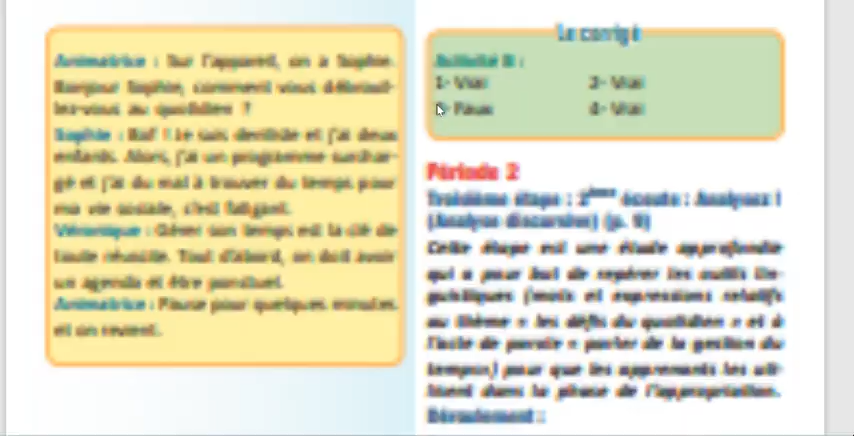 Animatrice : Sur l'appareil, on a Sophie.
Bonjour Sophie, comment vous débrouil-
lez-vous au quotidien ?
Sophie : Bof ! Je suis dentiste et j'ai deux
enfants. Alors, j'ai un programme surchar-
gé et j'ai du mal à trouver du temps pour
ma vie sociale, c'est fatigant.
Véronique : Gérer son temps est la clé de
toute réussite. Tout d'abord, on doit avoir
un agenda et être ponctuel.
Animatrice : Pause pour quelques minutes
et on revient.
Le corrigé
Activité B :
1- Vrai 2- Vrai
3- Faux 4- Vrai
Période 2
Troisième étape : 2ème écoute : Analysez !
(Analyse discursive) (p. 9)
Cette étape est une étude approfondie
qui a pour but de repérer les outils lin-
guistiques (mots et expressions relatifs
au thème « les défis du quotidien » et à
l'acte de parole « parler de la gestion du
temps») pour que les apprenants les uti-
lisent dans la phase de l'appropriation.
Déroulement :